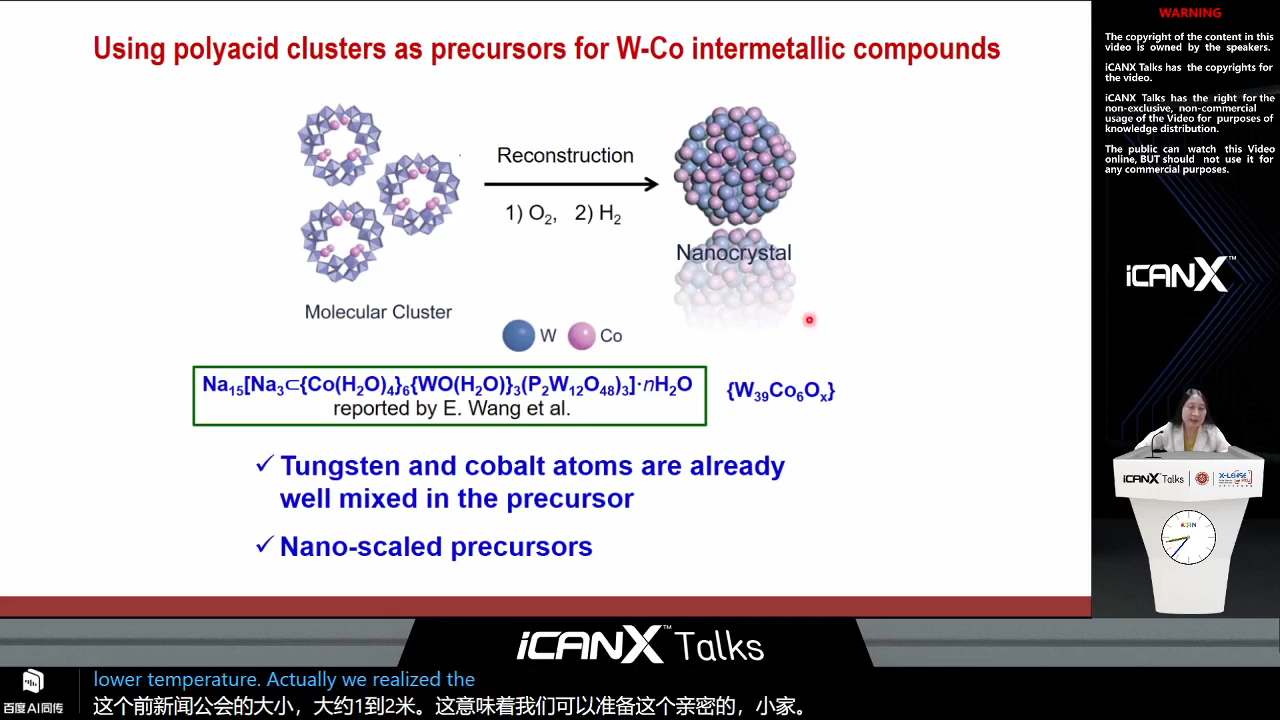 Using polyacid clusters as precursors for W-Co intermetallic compounds
Reconstruction
1) O₂, 2) H₂
Nanocrystal
Molecular Cluster
W
Co
Na₁₅[Na₃⊂{Co(H₂O)₄}₆{WO(H₂O)}₃(P₂W₁₂O₄₈)₃]·nH₂O
reported by E. Wang et al.
{W₃₉Co₆Oₓ}
✓ Tungsten and cobalt atoms are already
well mixed in the precursor
✓ Nano-scaled precursors
WARNING
The copyright of the content in this
video is owned by the speakers.
iCANX Talks has the copyrights for
the video.
iCANX Talks has the right for the
non-exclusive, non-commercial
usage of the Video for purposes of
knowledge distribution.
The public can watch this Video
online, BUT should not use it for
any commercial purposes.
iCANX™
iCANX Talks
X-LENSE
iCANX™ Talks
百度AI同传
lower temperature. Actually we realized the
这个前新闻公会的大小，大约1到2米。这意味着我们可以准备这个亲密的，小家。